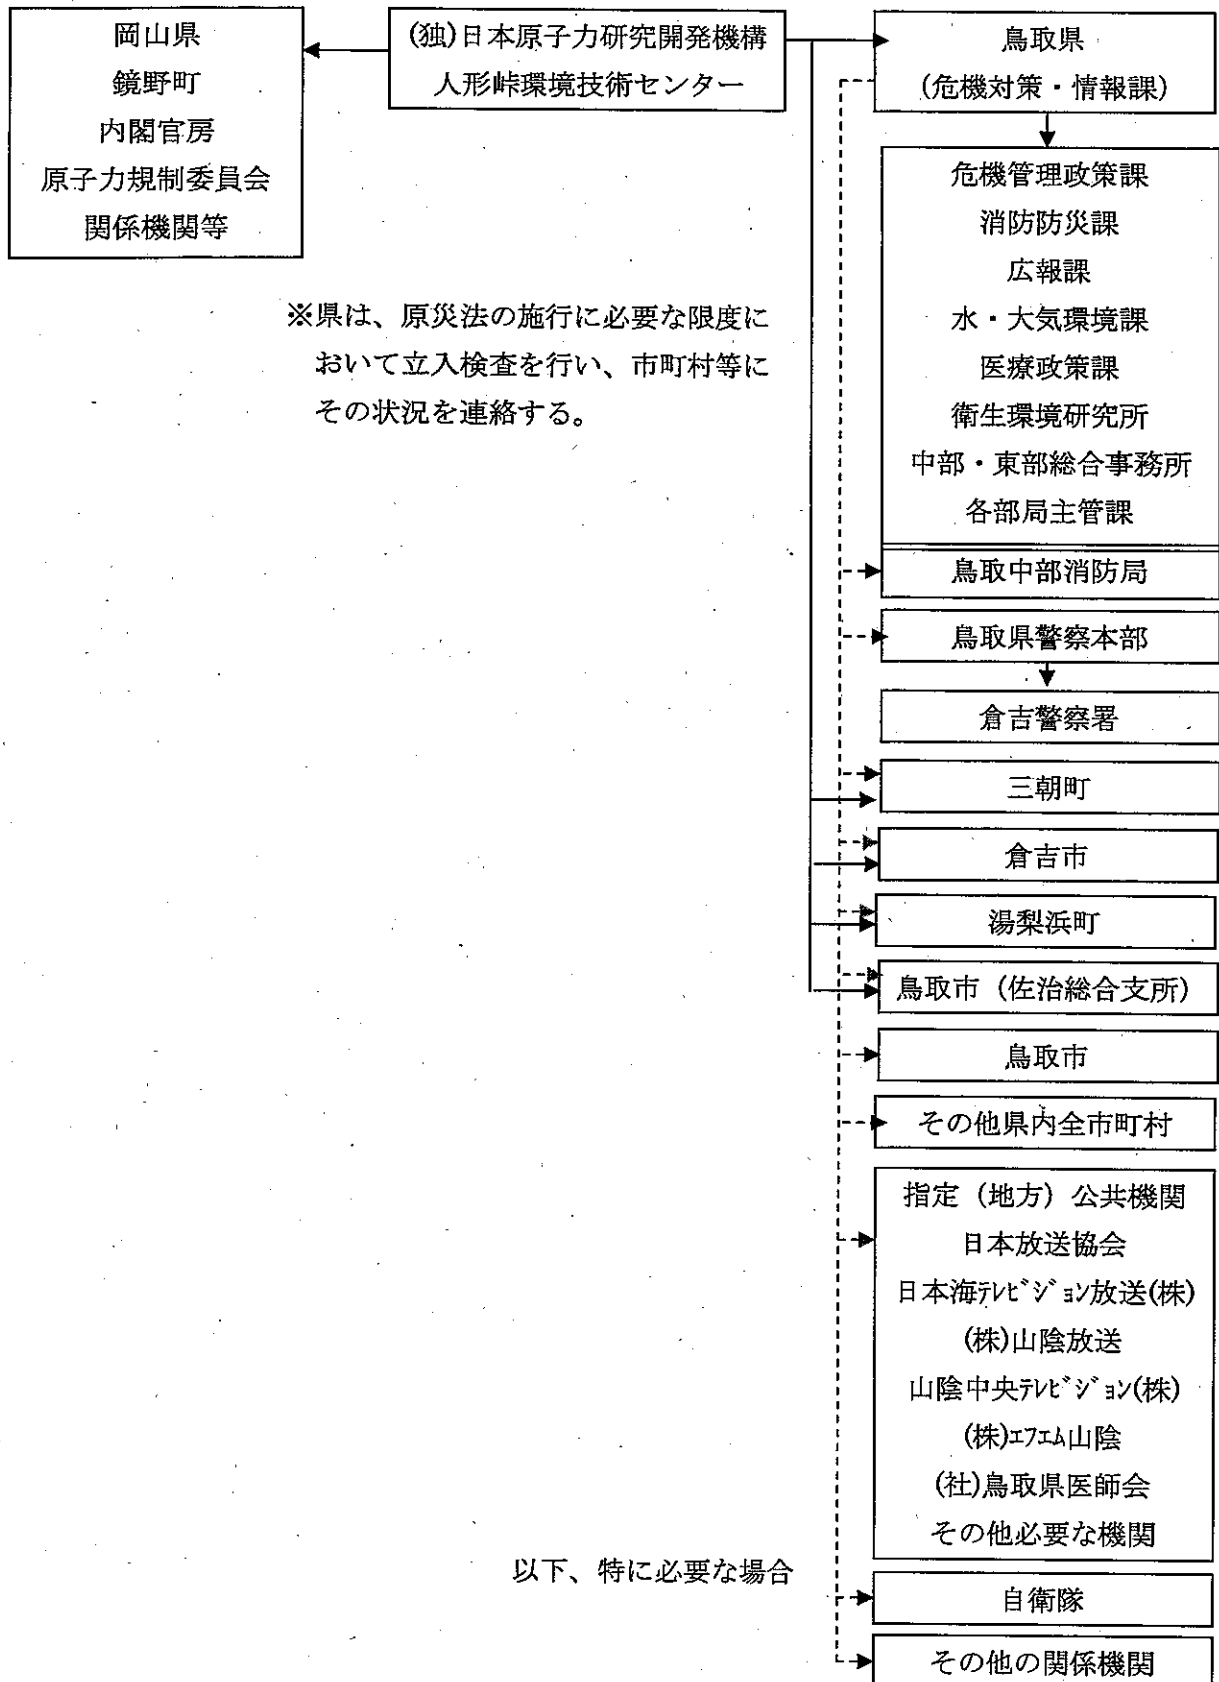 岡山県
鏡野町
内閣官房
原子力規制委員会
関係機関等
(独)日本原子力研究開発機構
人形峠環境技術センター
鳥取県
(危機対策・情報課)
危機管理政策課
消防防災課
広報課
水・大気環境課
医療政策課
衛生環境研究所
中部・東部総合事務所
各部局主管課
※県は、原災法の施行に必要な限度に
おいて立入検査を行い、市町村等に
その状況を連絡する。
鳥取中部消防局
鳥取県警察本部
倉吉警察署
三朝町
倉吉市
湯梨浜町
鳥取市（佐治総合支所）
鳥取市
その他県内全市町村
指定（地方）公共機関
日本放送協会
日本海ﾃﾚﾋﾞｼﾞｮﾝ放送(株)
(株)山陰放送
山陰中央ﾃﾚﾋﾞｼﾞｮﾝ(株)
(株)ｴﾌｴﾑ山陰
(社)鳥取県医師会
その他必要な機関
以下、特に必要な場合
自衛隊
その他の関係機関